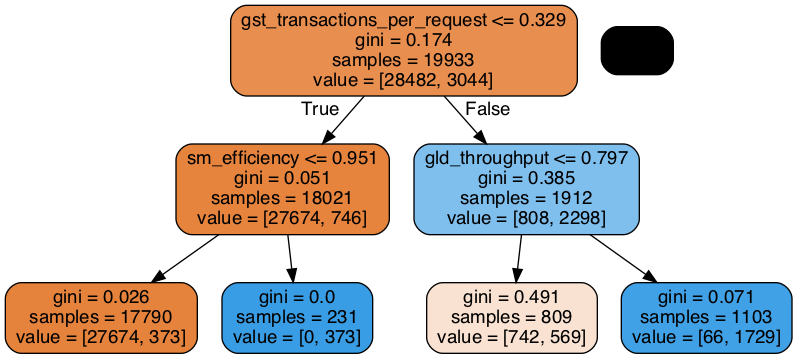 gst_transactions_per_request <= 0.329
gini = 0.174
samples = 19933
value = [28482, 3044]
True
False
sm_efficiency <= 0.951
gini = 0.051
samples = 18021
value = [27674, 746]
gld_throughput <= 0.797
gini = 0.385
samples = 1912
value = [808, 2298]
gini = 0.026
samples = 17790
value = [27674, 373]
gini = 0.0
samples = 231
value = [0, 373]
gini = 0.491
samples = 809
value = [742, 569]
gini = 0.071
samples = 1103
value = [66, 1729]